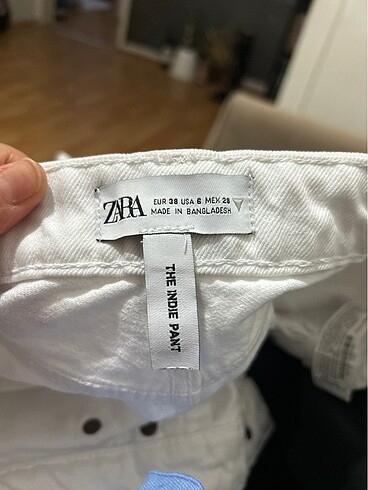 ZARA
EUR 38 USA 6 MEX 28
MADE IN BANGLADESH
THE INDIE PANT